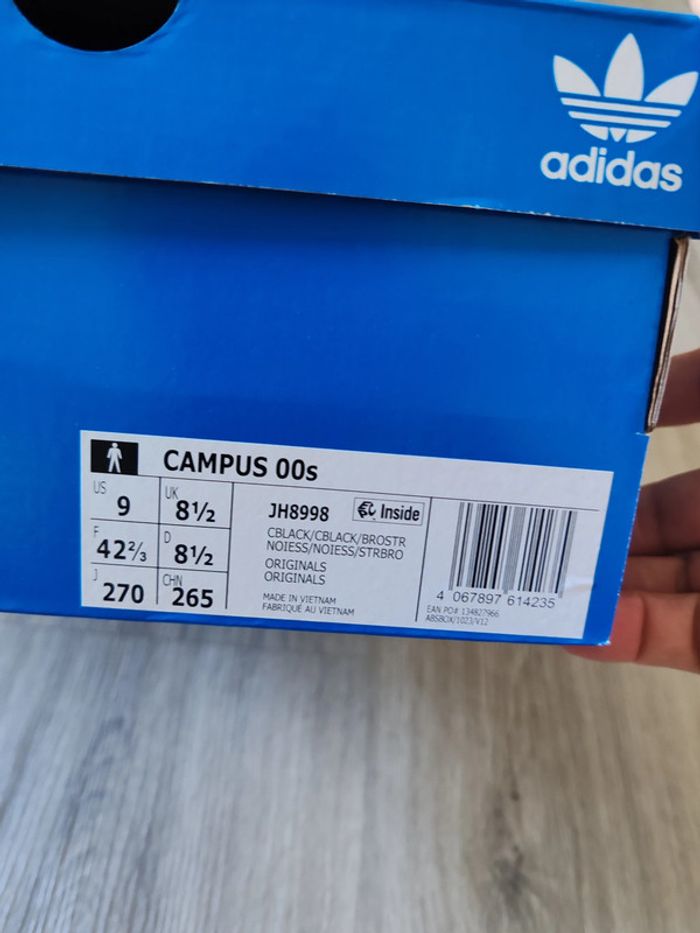 adidas
CAMPUS 00s
US 9
UK 8½
F 42⅔
D 8½
J 270
CHN 265
JH8998
Inside
CBLACK/CBLACK/BROSTR
NOIESS/NOIESS/STRBRO
ORIGINALS
ORIGINALS
MADE IN VIETNAM
FABRIQUÉ AU VIETNAM
4 067897 614235
EAN PO# 134827966
ABSBOX/1023/V12